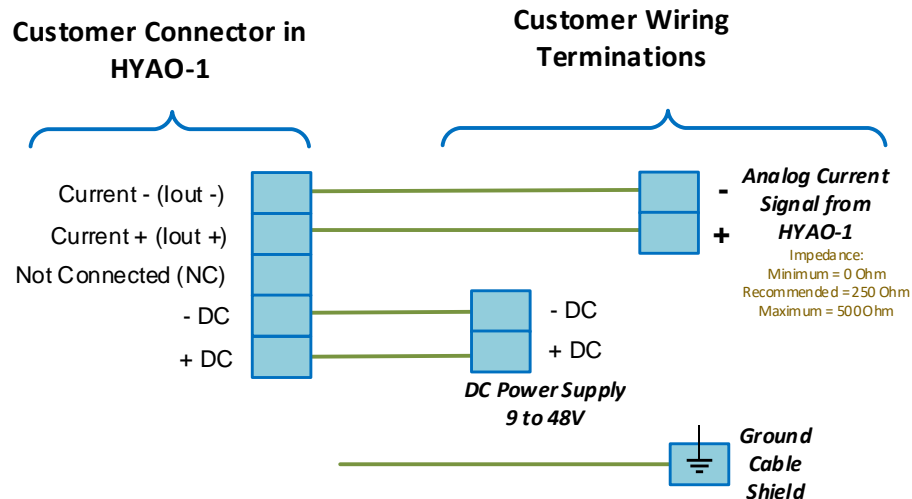 Customer Connector in
HYAO-1
Customer Wiring
Terminations
Current - (Iout -)
Current + (Iout +)
Not Connected (NC)
- DC
+ DC
-
+
Analog Current
Signal from
HYAO-1
Impedance:
Minimum = 0 Ohm
Recommended = 250 Ohm
Maximum = 500 Ohm
- DC
+ DC
DC Power Supply
9 to 48V
Ground
Cable
Shield